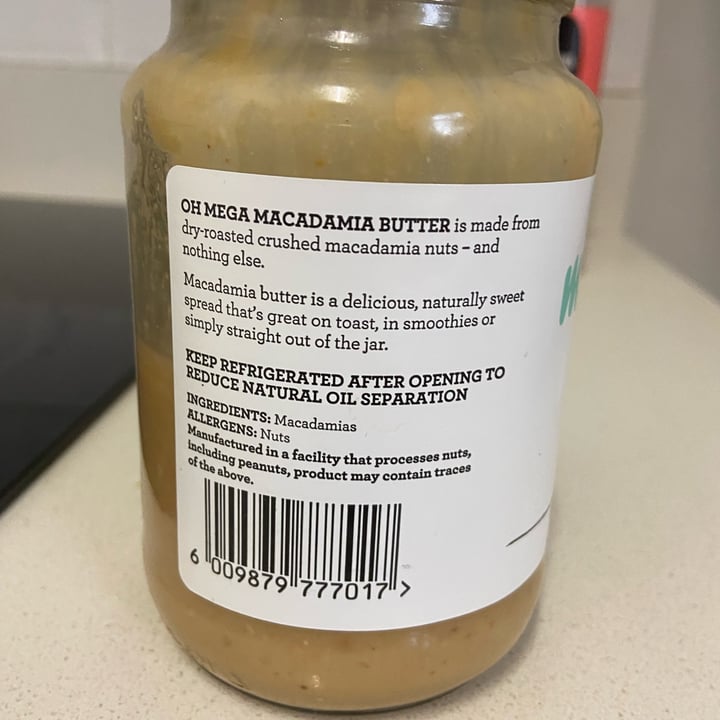 OH MEGA MACADAMIA BUTTER is made from
dry-roasted crushed macadamia nuts – and
nothing else.
Macadamia butter is a delicious, naturally sweet
spread that's great on toast, in smoothies or
simply straight out of the jar.
KEEP REFRIGERATED AFTER OPENING TO
REDUCE NATURAL OIL SEPARATION
INGREDIENTS: Macadamias
ALLERGENS: Nuts
Manufactured in a facility that processes nuts,
including peanuts, product may contain traces
of the above.
6 009879 777017 >